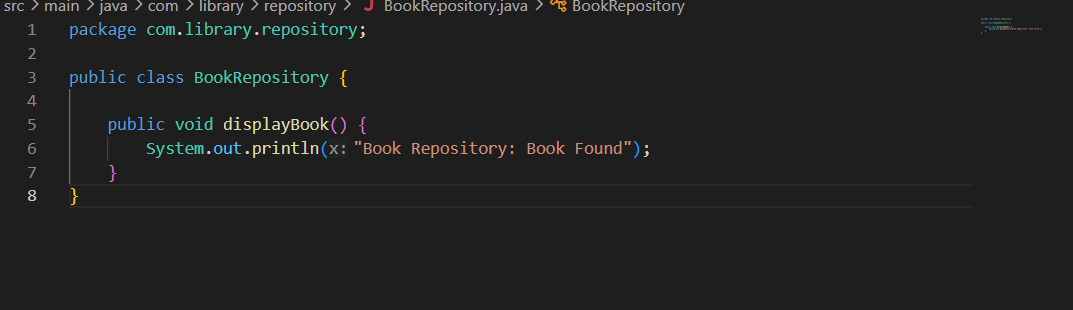 src > main > java > com > library > repository > J BookRepository.java > BookRepository
1 package com.library.repository;
2
3 public class BookRepository {
4
5 public void displayBook() {
6 System.out.println(x: "Book Repository: Book Found");
7 }
8 }